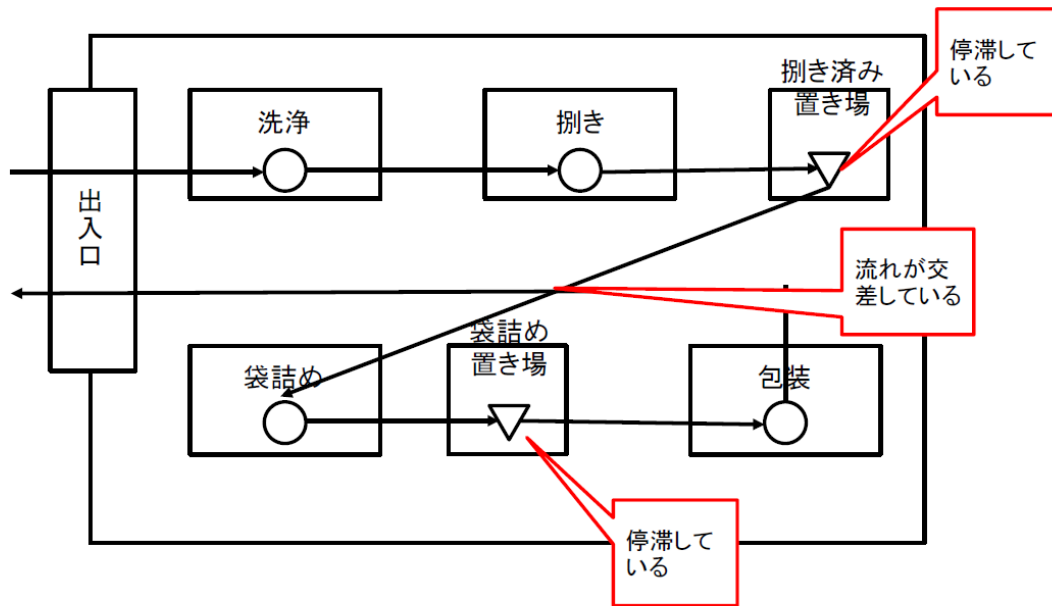 停滞して
いる
捌き済み
置き場
洗浄
捌き
出
入
口
流れが交
差している
袋詰め
袋詰め
置き場
包装
停滞して
いる